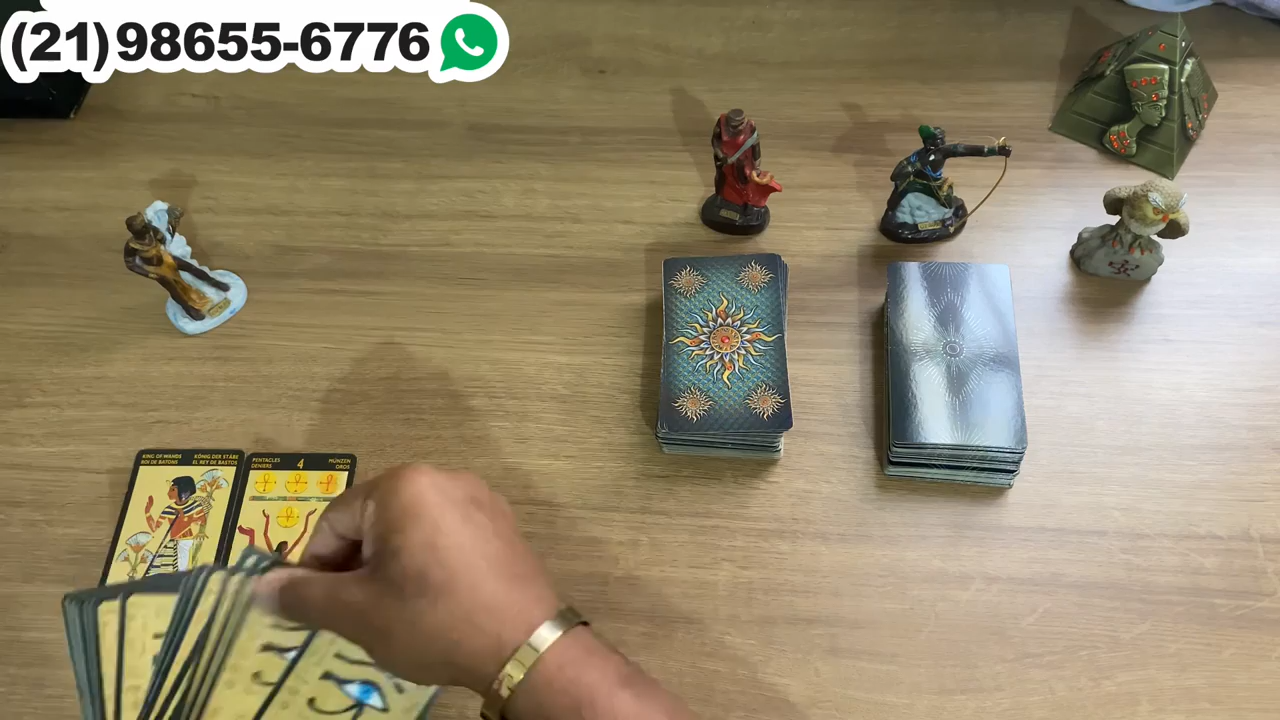 (21)98655-6776
KING OF WANDS KÖNIG DER STÄBE
ROI DE BATONS EL REY DE BASTOS
PENTACLES 4 MÜNZEN
DENIERS OROS